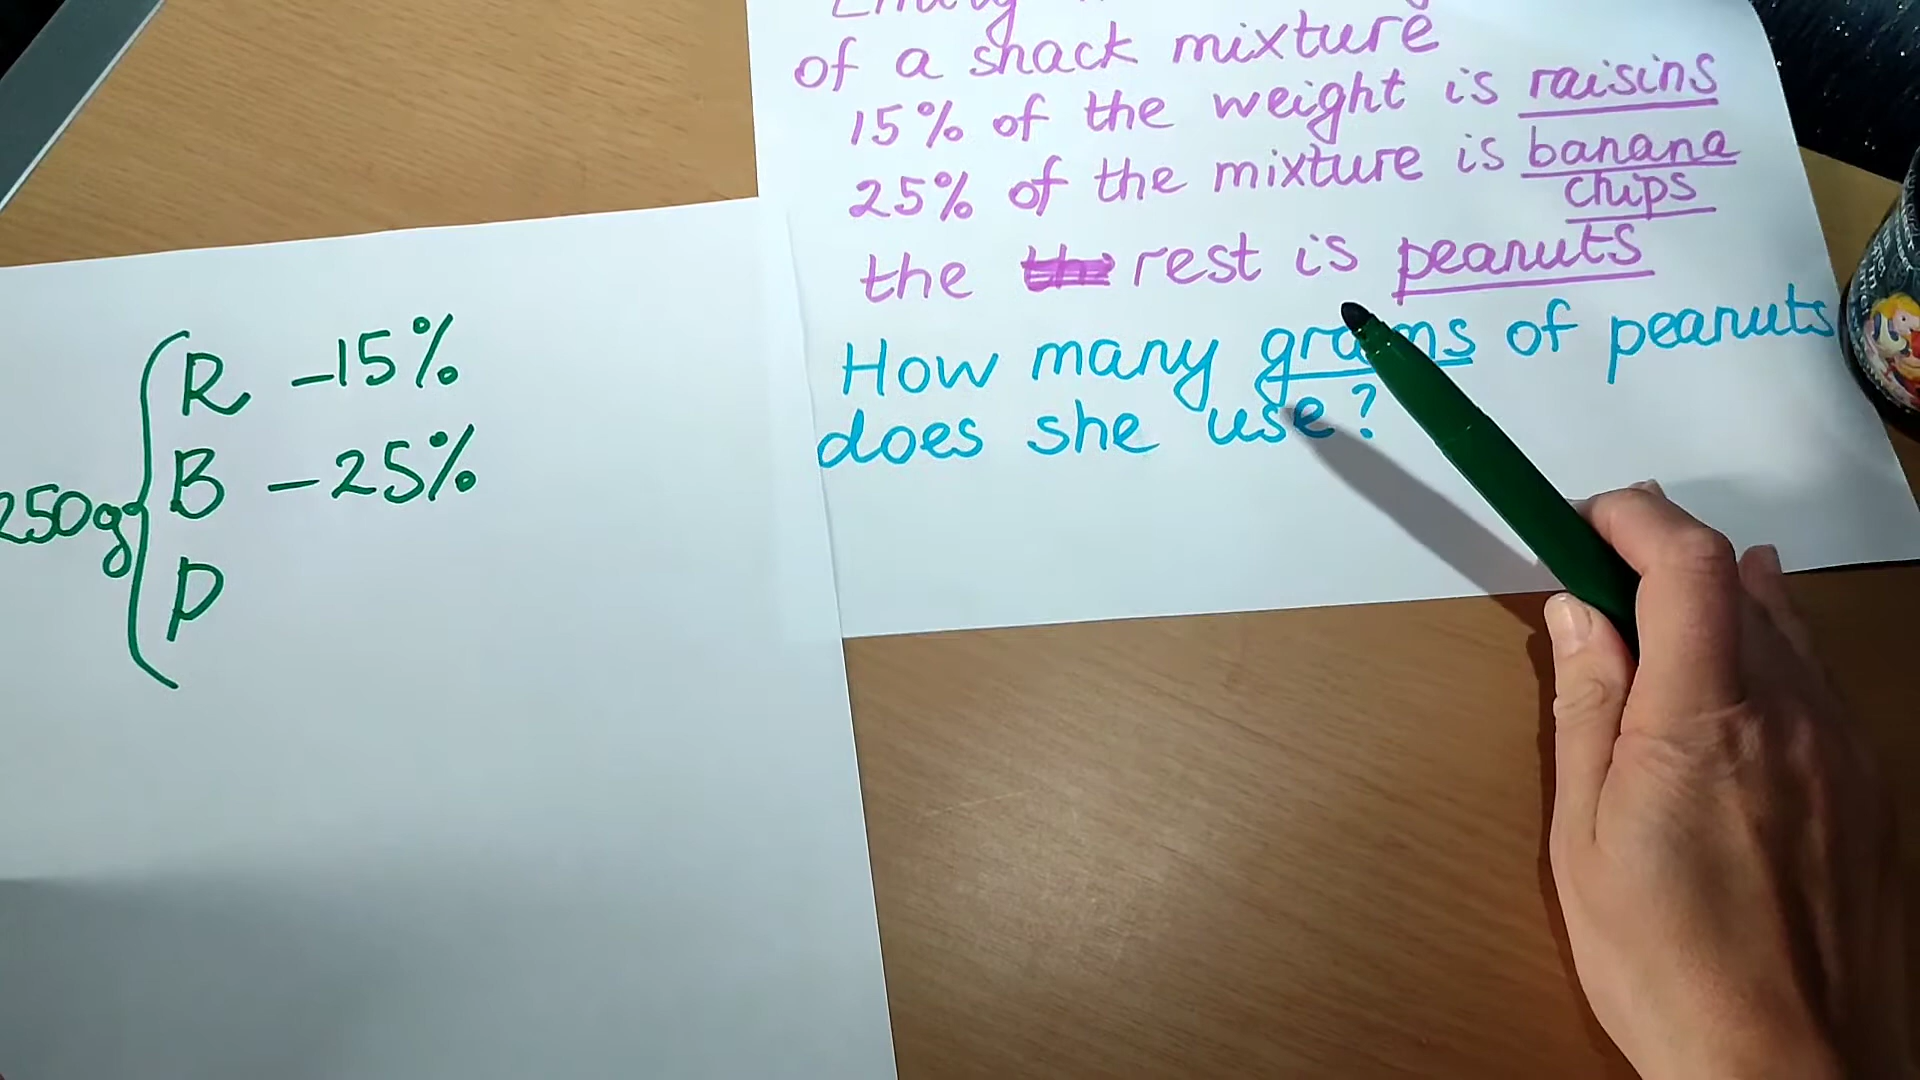 of a snack mixture
15% of the weight is raisins
25% of the mixture is banana
chips
the rest is peanuts
How many grams of peanuts
does she use?
R - 15%
B - 25%
250g
P